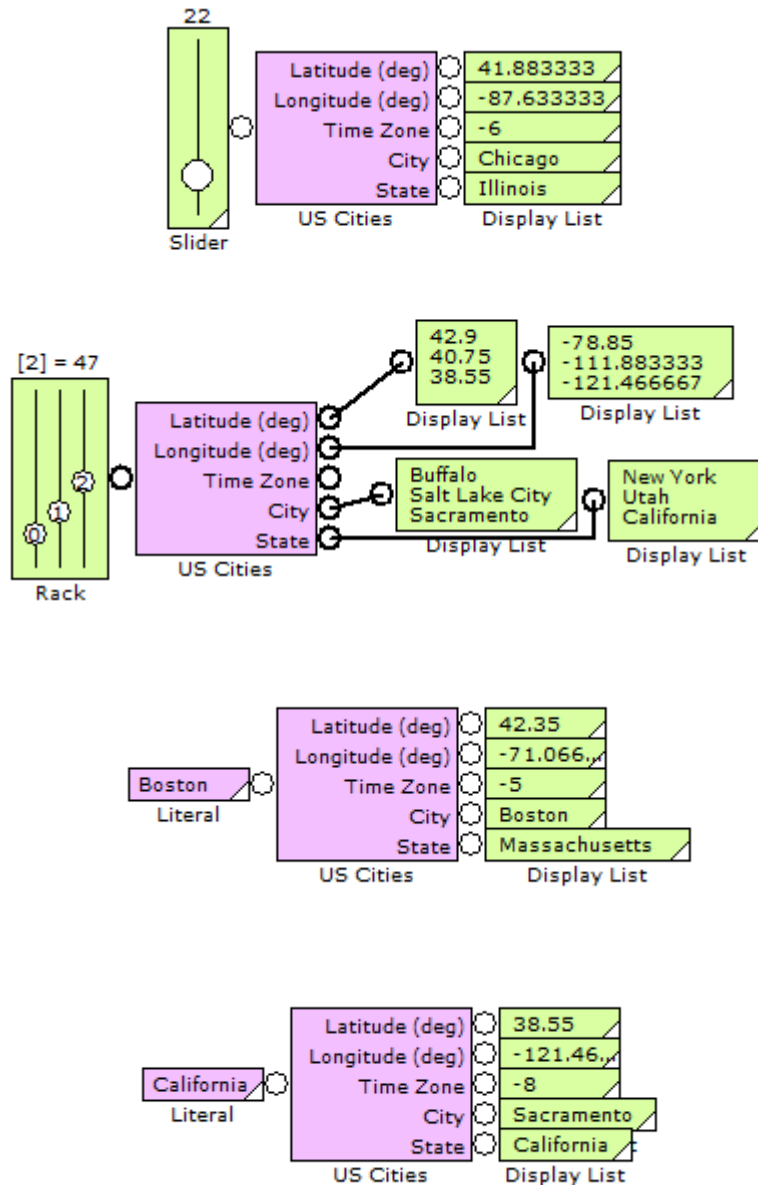 22
Latitude (deg) 41.883333
Longitude (deg) -87.633333
Time Zone -6
City Chicago
State Illinois
US Cities Display List
Slider
[2] = 47
42.9
40.75
38.55
Display List
-78.85
-111.883333
-121.466667
Display List
0
1
2
Latitude (deg)
Longitude (deg)
Time Zone
City
State
US Cities
Rack
Buffalo
Salt Lake City
Sacramento
Display List
New York
Utah
California
Display List
Latitude (deg) 42.35
Longitude (deg) -71.066...
Boston Time Zone -5
Literal City Boston
State Massachusetts
US Cities Display List
Latitude (deg) 38.55
Longitude (deg) -121.46...
California Time Zone -8
Literal City Sacramento
State California
US Cities Display List